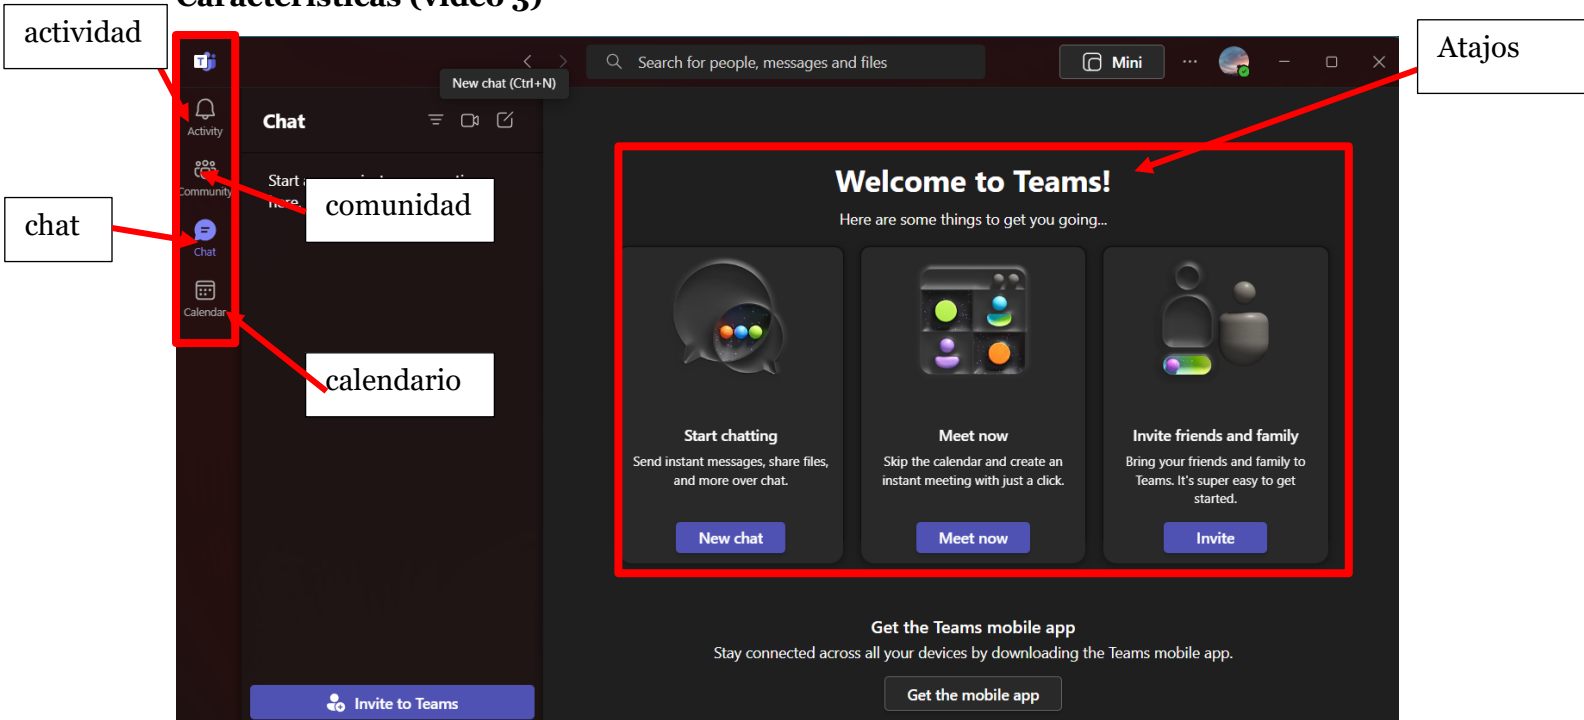 Características (video 3)
actividad
Atajos
Search for people, messages and files
Mini
New chat (Ctrl+N)
Activity
Community
Chat
Calendar
chat
comunidad
calendario
Chat
Start
here.
Welcome to Teams!
Here are some things to get you going...
Start chatting
Send instant messages, share files,
and more over chat.
New chat
Meet now
Skip the calendar and create an
instant meeting with just a click.
Meet now
Invite friends and family
Bring your friends and family to
Teams. It's super easy to get
started.
Invite
Get the Teams mobile app
Stay connected across all your devices by downloading the Teams mobile app.
Get the mobile app
Invite to Teams